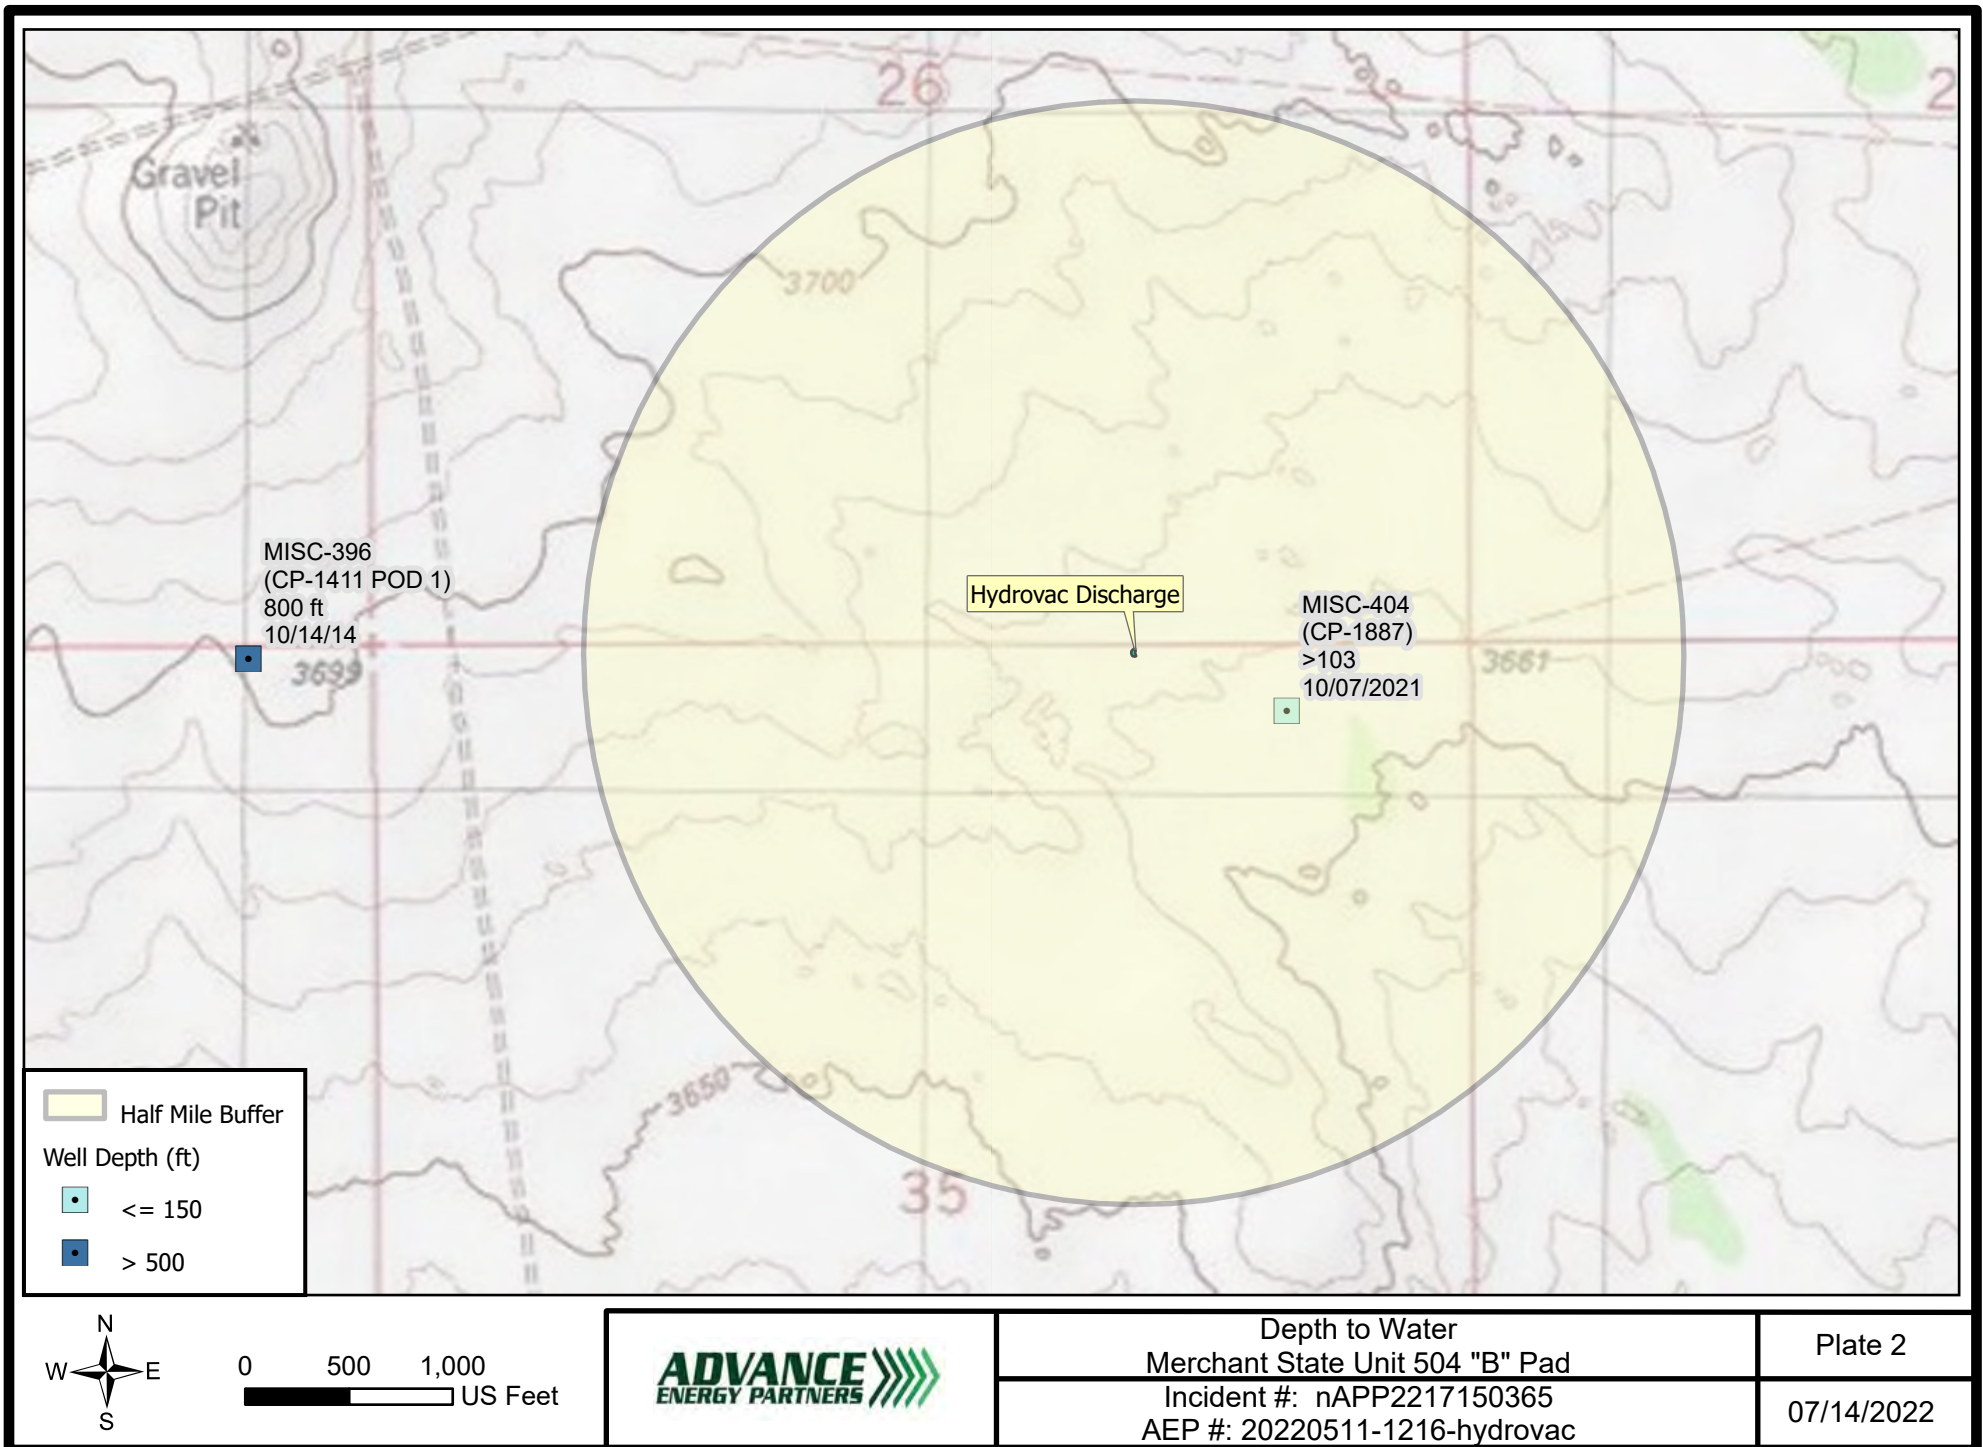 26
2
Gravel
Pit
3700
MISC-396
(CP-1411 POD 1)
800 ft
10/14/14
3699
Hydrovac Discharge
MISC-404
(CP-1887)
>103
10/07/2021
3661
3650
35
Half Mile Buffer
Well Depth (ft)
<= 150
> 500
N
W E
S
0 500 1,000
US Feet
ADVANCE
ENERGY PARTNERS
Depth to Water
Merchant State Unit 504 "B" Pad
Incident #: nAPP2217150365
AEP #: 20220511-1216-hydrovac
Plate 2
07/14/2022